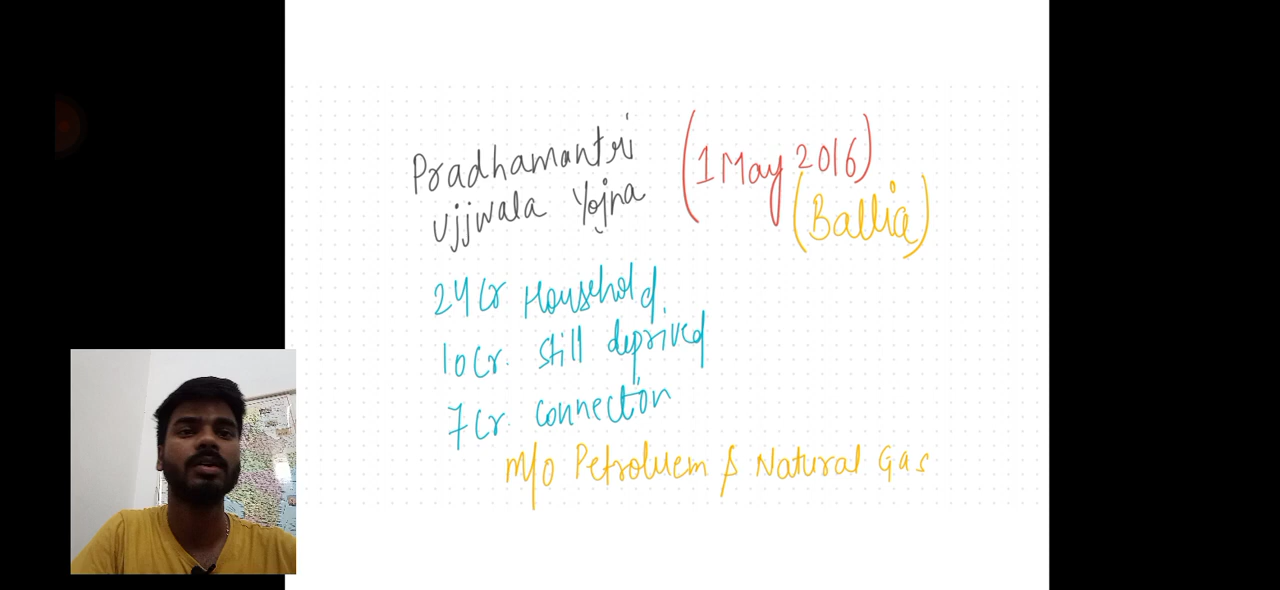 Pradhamantri (1 May 2016)
Ujjwala Yojna (Ballia)
24 Cr Household
10 Cr. still deprived
7 Cr. connection
M/o Petroluem & Natural Gas